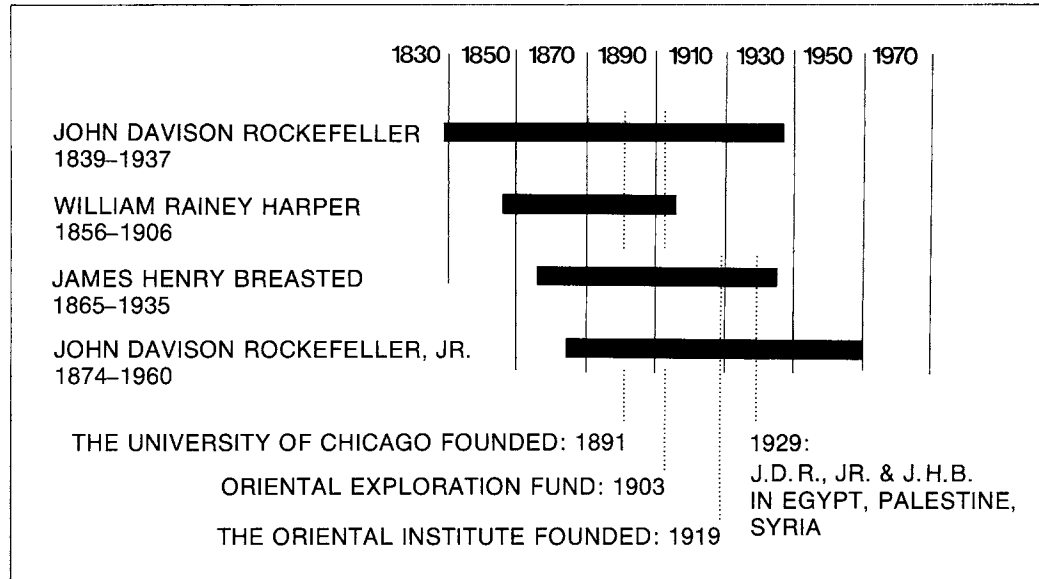 1830 1850 1870 1890 1910 1930 1950 1970
JOHN DAVISON ROCKEFELLER
1839–1937
WILLIAM RAINEY HARPER
1856–1906
JAMES HENRY BREASTED
1865–1935
JOHN DAVISON ROCKEFELLER, JR.
1874–1960
THE UNIVERSITY OF CHICAGO FOUNDED: 1891
ORIENTAL EXPLORATION FUND: 1903
THE ORIENTAL INSTITUTE FOUNDED: 1919
1929:
J.D.R., JR. & J.H.B.
IN EGYPT, PALESTINE,
SYRIA